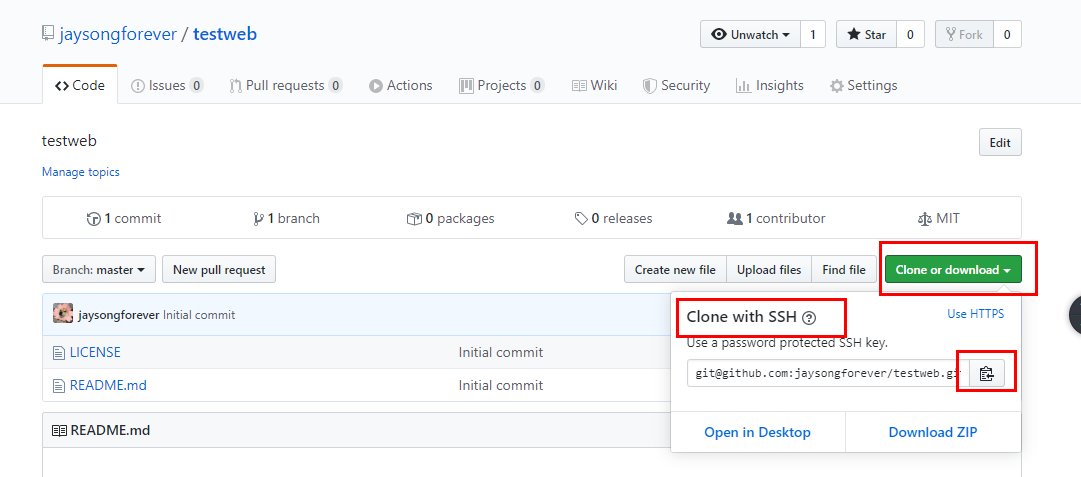 jaysongforever / testweb
Unwatch 1 Star 0 Fork 0
Code Issues 0 Pull requests 0 Actions Projects 0 Wiki Security Insights Settings
testweb
Edit
Manage topics
1 commit 1 branch 0 packages 0 releases 1 contributor MIT
Branch: master New pull request Create new file Upload files Find file Clone or download
jaysongforever Initial commit
Clone with SSH Use HTTPS
Use a password protected SSH key.
LICENSE Initial commit
git@github.com:jaysongforever/testweb.gi
README.md Initial commit
README.md
Open in Desktop Download ZIP